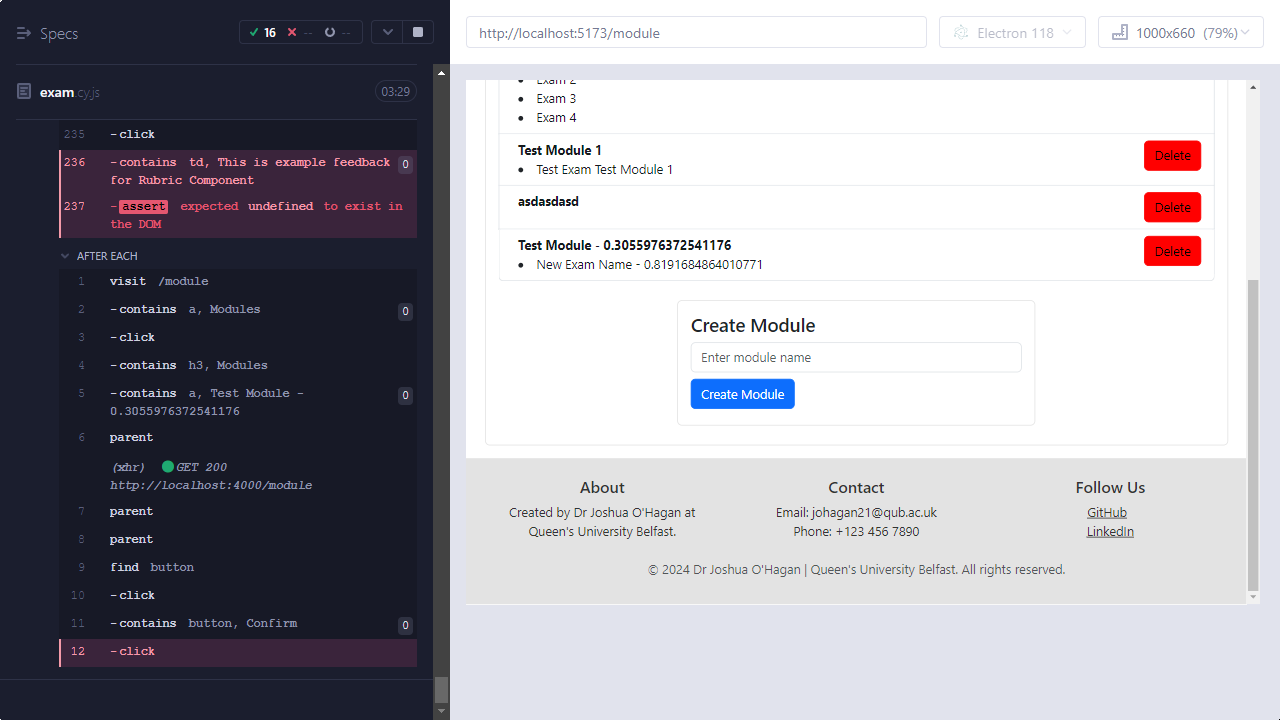 Specs
16
--
--
exam.cy.js
03:29
235 -click
236 -contains td, This is example feedback
for Rubric Component
0
237 -assert expected undefined to exist in
the DOM
AFTER EACH
1 visit /module
2 -contains a, Modules 0
3 -click
4 -contains h3, Modules
5 -contains a, Test Module -
0.3055976372541176
0
6 parent
(xhr) GET 200
http://localhost:4000/module
7 parent
8 parent
9 find button
10 -click
11 -contains button, Confirm 0
12 -click
http://localhost:5173/module
Electron 118
1000x660 (79%)
Exam 2
Exam 3
Exam 4
Test Module 1
Test Exam Test Module 1
Delete
asdasdasd
Delete
Test Module - 0.3055976372541176
New Exam Name - 0.8191684864010771
Delete
Create Module
Enter module name
Create Module
About
Created by Dr Joshua O'Hagan at
Queen's University Belfast.
Contact
Email: johagan21@qub.ac.uk
Phone: +123 456 7890
Follow Us
GitHub
LinkedIn
© 2024 Dr Joshua O'Hagan | Queen's University Belfast. All rights reserved.